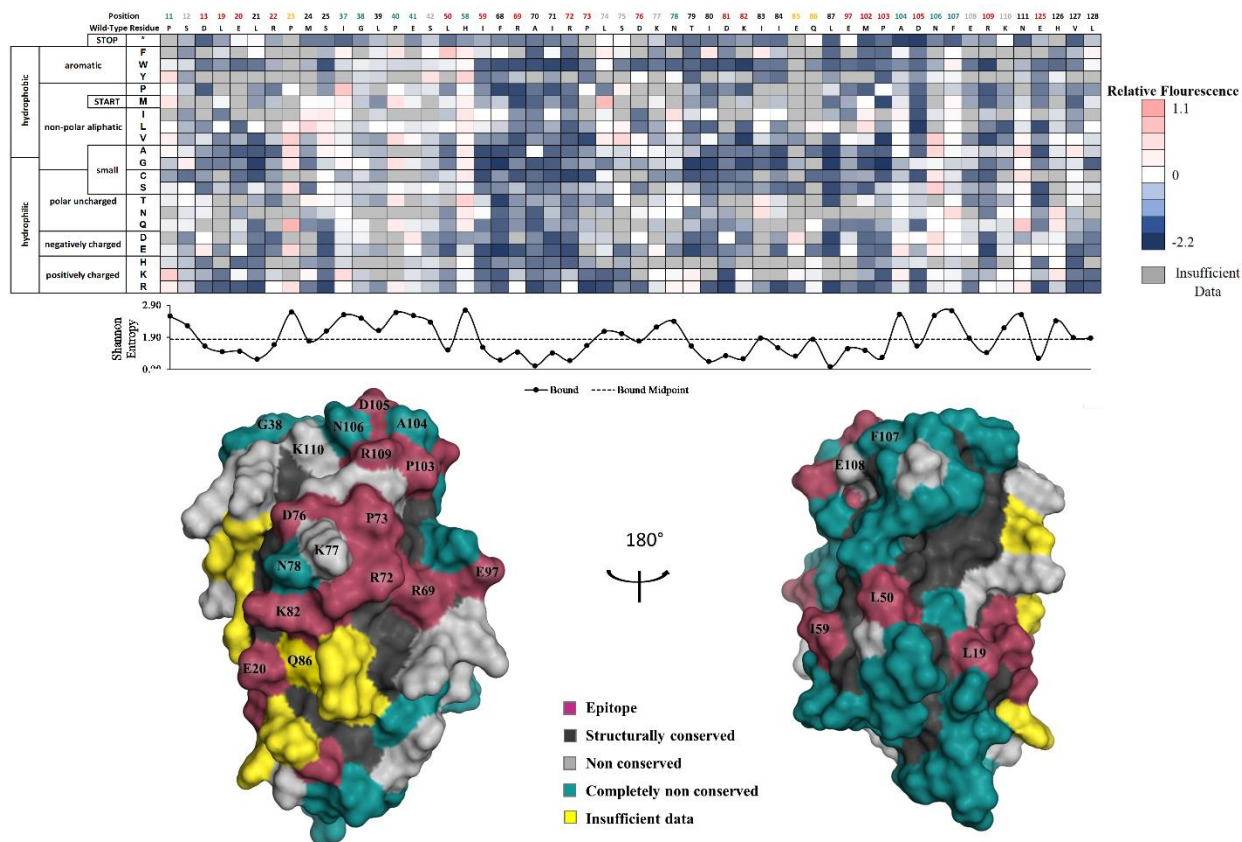 Position 11 12 13 19 20 21 22 23 24 25 37 38 39 40 41 42 50 58 59 68 69 70 71 72 73 74 75 76 77 78 79 80 81 82 83 84 85 86 87 97 102 103 104 105 106 107 108 109 110 111 125 126 127 128
Wild-Type Residue P S D L E L R P M S I G L P E S L H I F R A I R P L S D K N T I D K I I E Q L E M P A D N F E R K N E H V L
STOP *
hydrophobic
aromatic
F
W
Y
P
START M
non-polar aliphatic
I
L
V
A
small
G
C
S
hydrophilic
polar uncharged
T
N
Q
negatively charged
D
E
H
positively charged
K
R
Relative Flourescence
1.1
0
-2.2
Insufficient
Data
Shannon
Entropy
2.90
1.90
Bound
Bound Midpoint
D105
G38
N106
A104
K110
R109
P103
D76
P73
K77
N78
R72
E97
R69
K82
Q86
E20
180°
F107
E108
L50
I59
L19
Epitope
Structurally conserved
Non conserved
Completely non conserved
Insufficient data